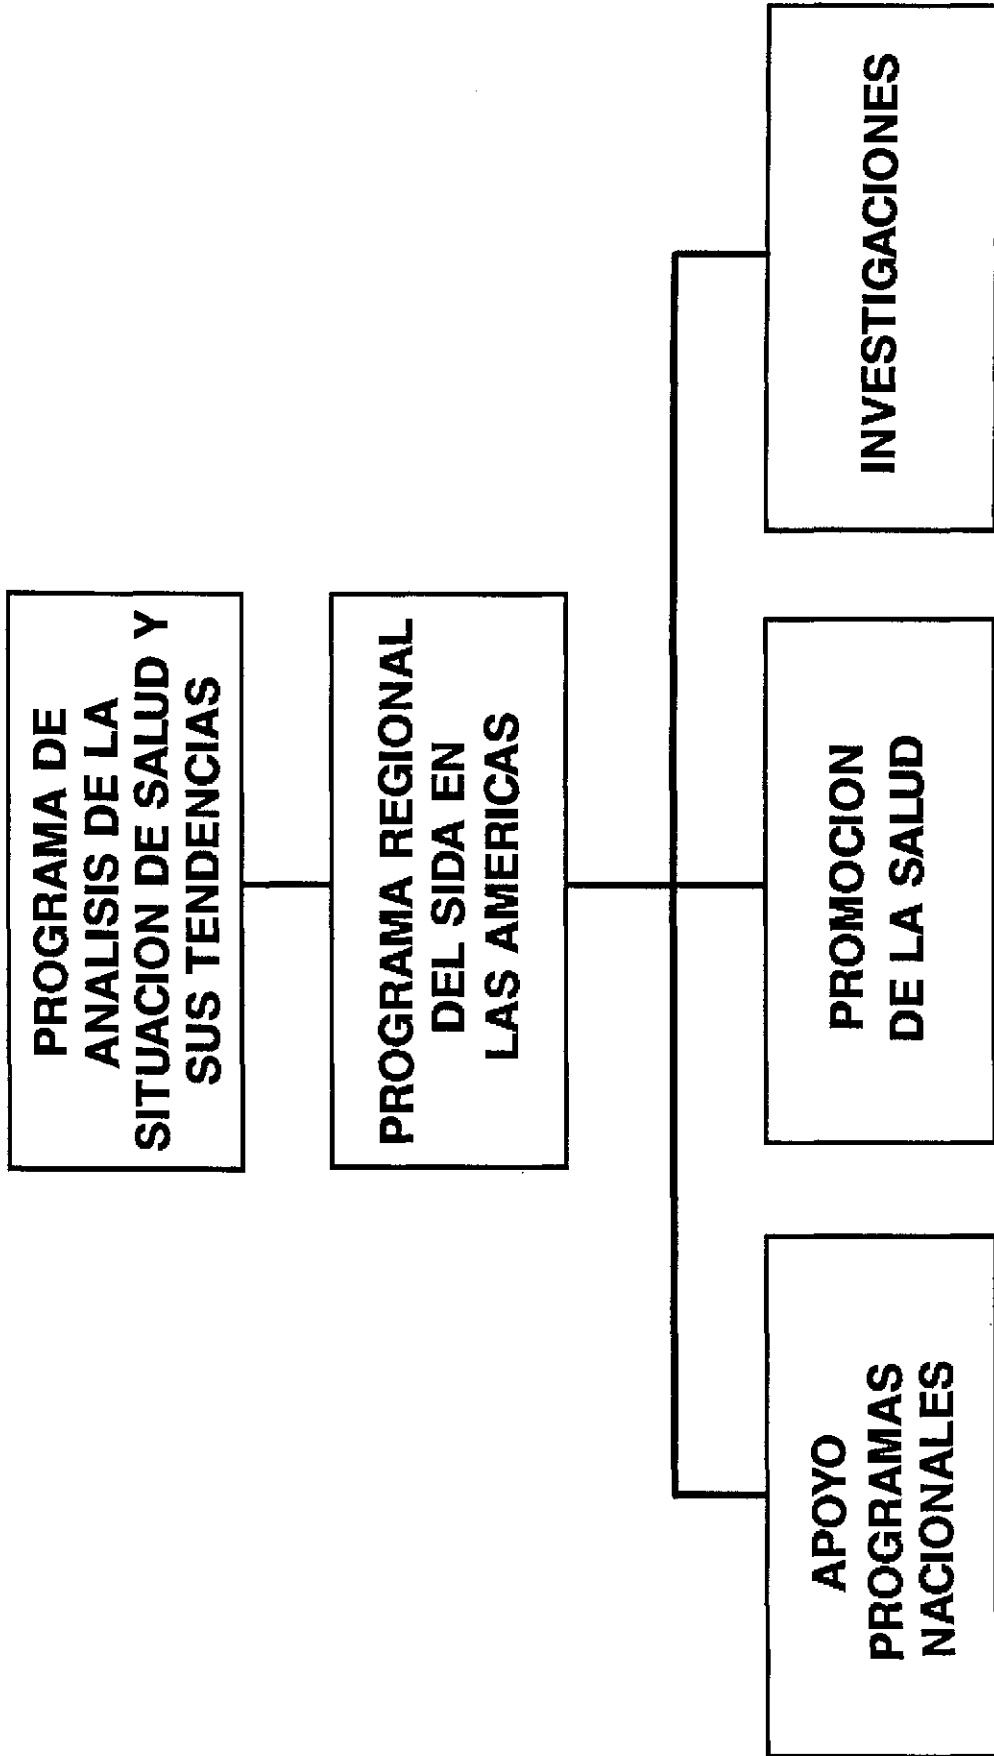 PROGRAMA DE
ANALISIS DE LA
SITUACION DE SALUD Y
SUS TENDENCIAS
PROGRAMA REGIONAL
DEL SIDA EN
LAS AMERICAS
APOYO
PROGRAMAS
NACIONALES
PROMOCION
DE LA SALUD
INVESTIGACIONES